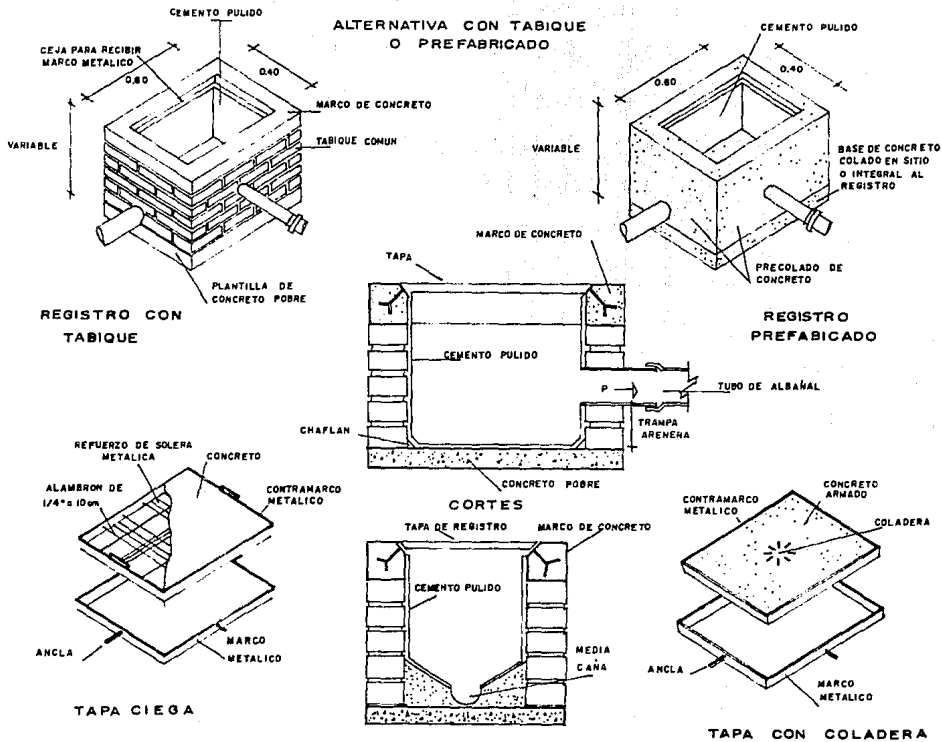 CEMENTO PULIDO
ALTERNATIVA CON TABIQUE
O PREFABRICADO
CEMENTO PULIDO
CEJA PARA RECIBIR
MARCO METALICO
0.60
0.40
0.60
0.40
MARCO DE CONCRETO
VARIABLE
TABIQUE COMUN
VARIABLE
BASE DE CONCRETO
COLADO EN SITIO
O INTEGRAL AL
REGISTRO
MARCO DE CONCRETO
TAPA
PLANTILLA DE
CONCRETO POBRE
PRECOLADO DE
CONCRETO
REGISTRO CON
TABIQUE
REGISTRO
PREFABICADO
CEMENTO PULIDO
P
TUBO DE ALBAÑAL
TRAMPA
ARENERA
CHAFLAN
CONCRETO POBRE
CORTES
REFUERZO DE SOLERA
METALICA
CONCRETO
ALAMBRON DE
1/4" a 10 cm
CONTRAMARCO
METALICO
ANCLA
MARCO
METALICO
TAPA CIEGA
TAPA DE REGISTRO
MARCO DE CONCRETO
CEMENTO PULIDO
MEDIA
CAÑA
CONTRAMARCO
METALICO
CONCRETO
ARMADO
COLADERA
ANCLA
MARCO
METALICO
TAPA CON COLADERA